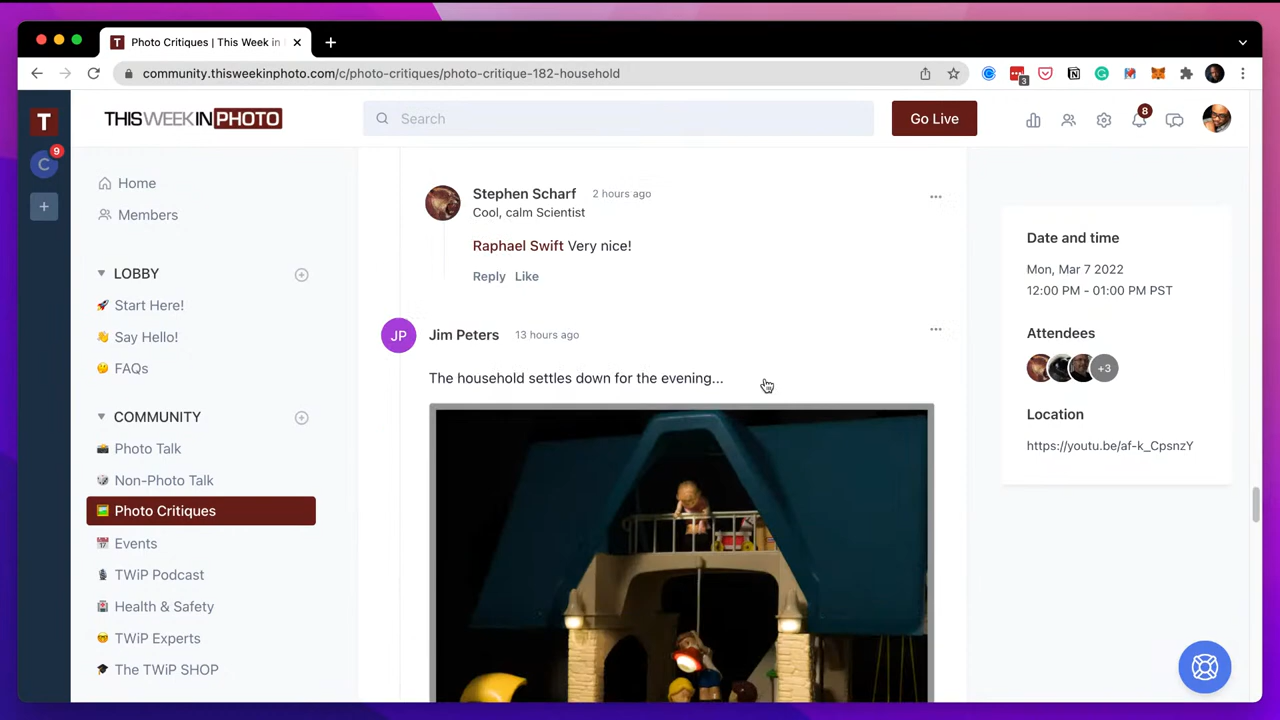 Photo Critiques | This Week in
community.thisweekinphoto.com/c/photo-critiques/photo-critique-182-household
3
T
C
9
THISWEEKINPHOTO
Search
Go Live
8
Home
Members
LOBBY
Start Here!
Say Hello!
FAQs
COMMUNITY
Photo Talk
Non-Photo Talk
Photo Critiques
Events
TWiP Podcast
Health & Safety
TWiP Experts
The TWiP SHOP
Stephen Scharf 2 hours ago
Cool, calm Scientist
Raphael Swift Very nice!
Reply Like
JP
Jim Peters 13 hours ago
The household settles down for the evening...
Date and time
Mon, Mar 7 2022
12:00 PM - 01:00 PM PST
Attendees
+3
Location
https://youtu.be/af-k_CpsnzY